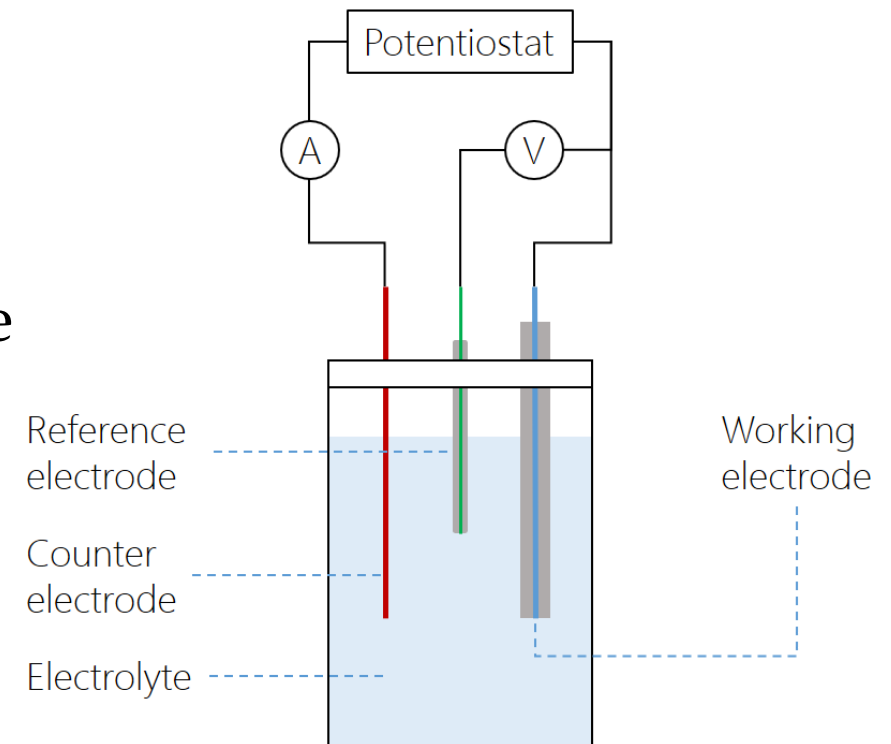 Potentiostat
A
V
e
Reference
electrode
Working
electrode
Counter
electrode
Electrolyte